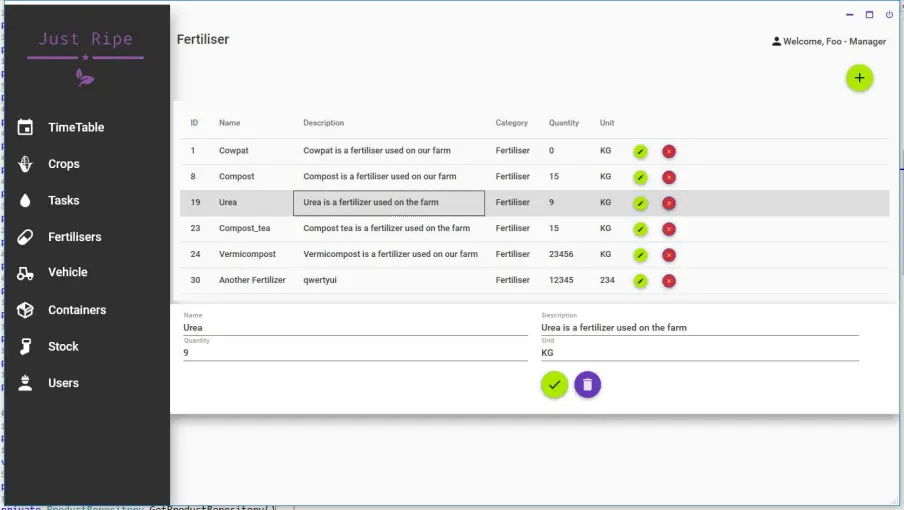 Just Ripe
TimeTable
Crops
Tasks
Fertilisers
Vehicle
Containers
Stock
Users
Fertiliser
Welcome, Foo - Manager
ID Name Description Category Quantity Unit
1 Cowpat Cowpat is a fertiliser used on our farm Fertiliser 0 KG
8 Compost Compost is a fertiliser used on our farm Fertiliser 15 KG
19 Urea Urea is a fertilizer used on the farm Fertiliser 9 KG
23 Compost_tea Compost tea is a fertilizer used on the farm Fertiliser 15 KG
24 Vermicompost Vermicompost is a fertilizer used on our farm Fertiliser 23456 KG
30 Another Fertilizer qwertyui Fertiliser 12345 234
Name Description
Urea Urea is a fertilizer used on the farm
Quantity Unit
9 KG
private ProductRepository GetProductRepository()